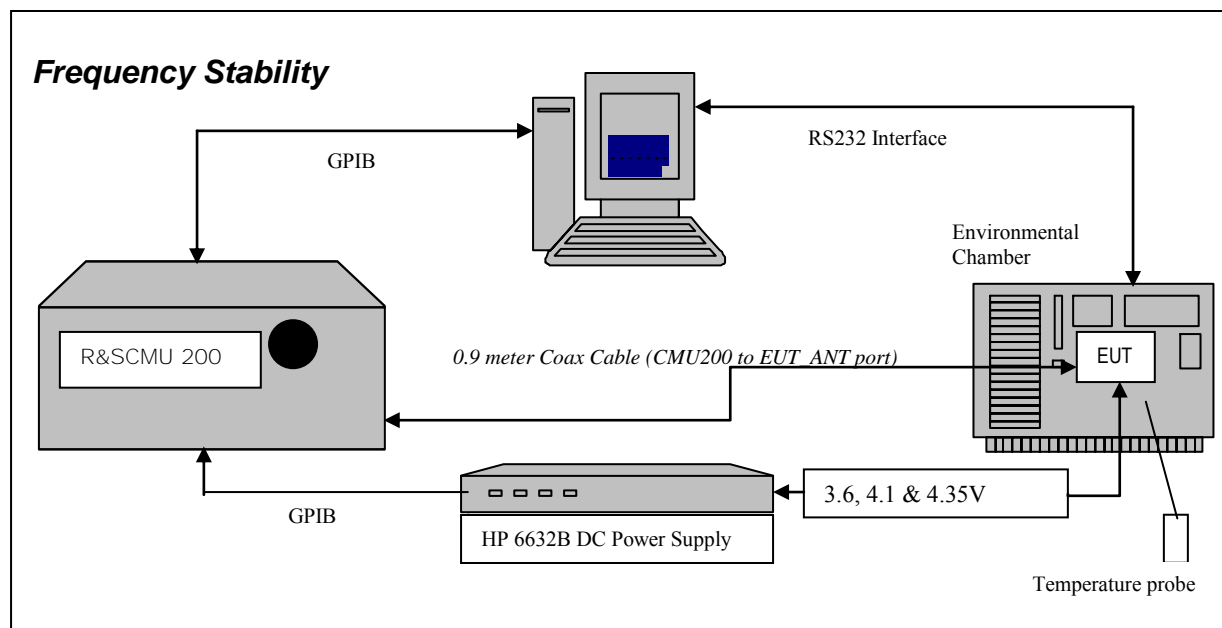 Frequency Stability
GPIB
RS232 Interface
Environmental
Chamber
R&SCMU 200
0.9 meter Coax Cable (CMU200 to EUT_ANT port)
EUT
3.6, 4.1 & 4.35V
GPIB
HP 6632B DC Power Supply
Temperature probe